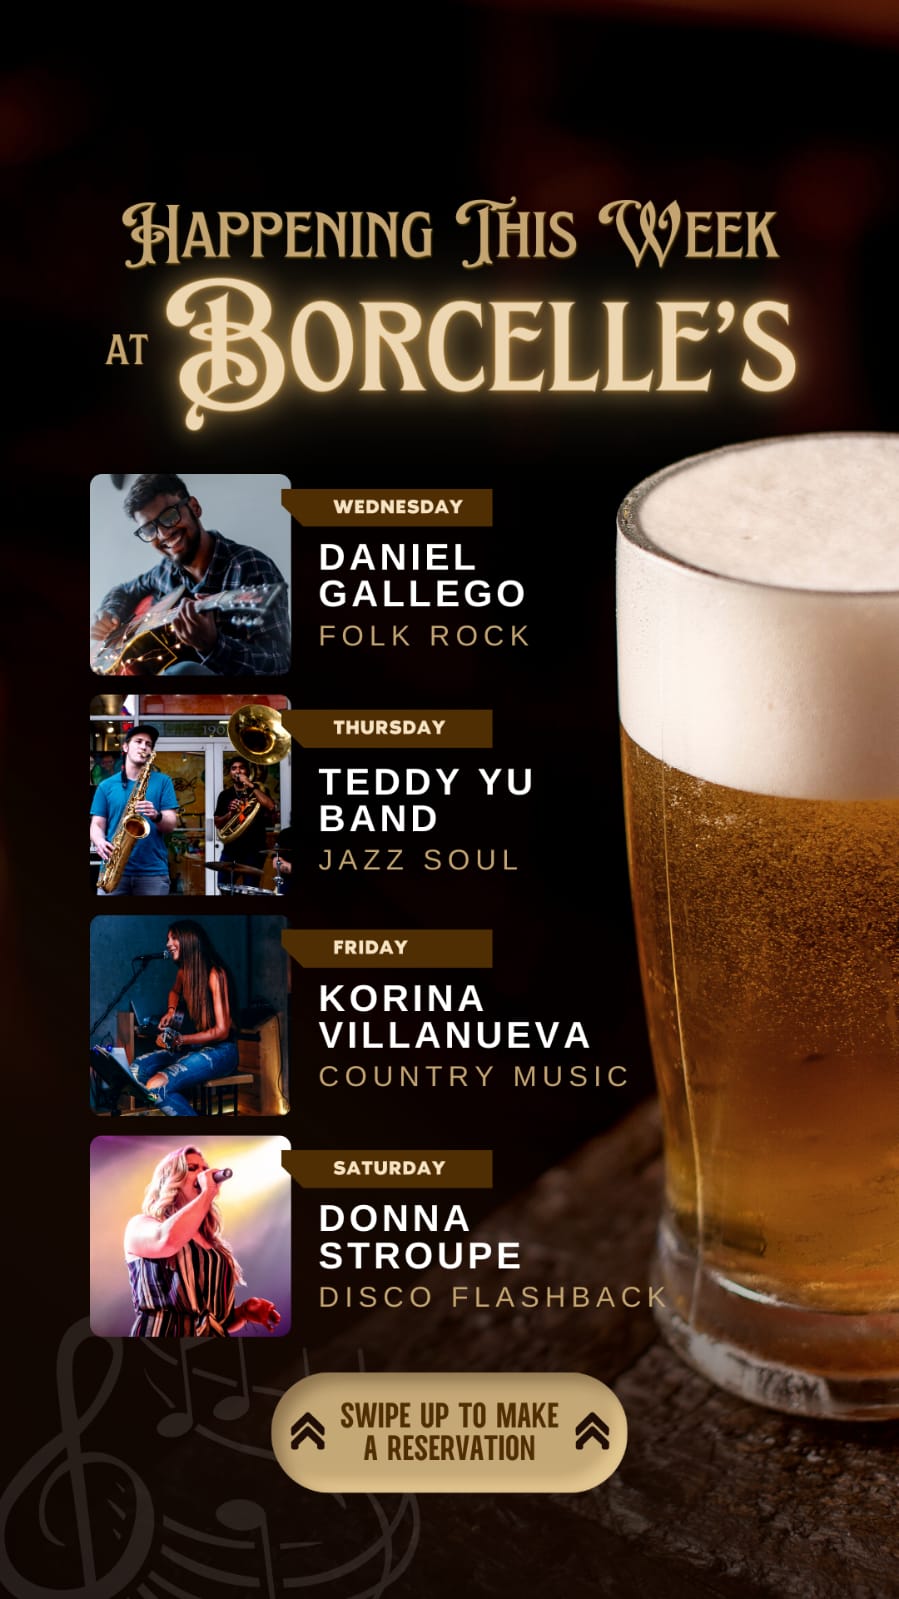 HAPPENING THIS WEEK
AT BORCELLE'S
WEDNESDAY
DANIEL
GALLEGO
FOLK ROCK
190
THURSDAY
TEDDY YU
BAND
JAZZ SOUL
FRIDAY
KORINA
VILLANUEVA
COUNTRY MUSIC
SATURDAY
DONNA
STROUPE
DISCO FLASHBACK
SWIPE UP TO MAKE
A RESERVATION